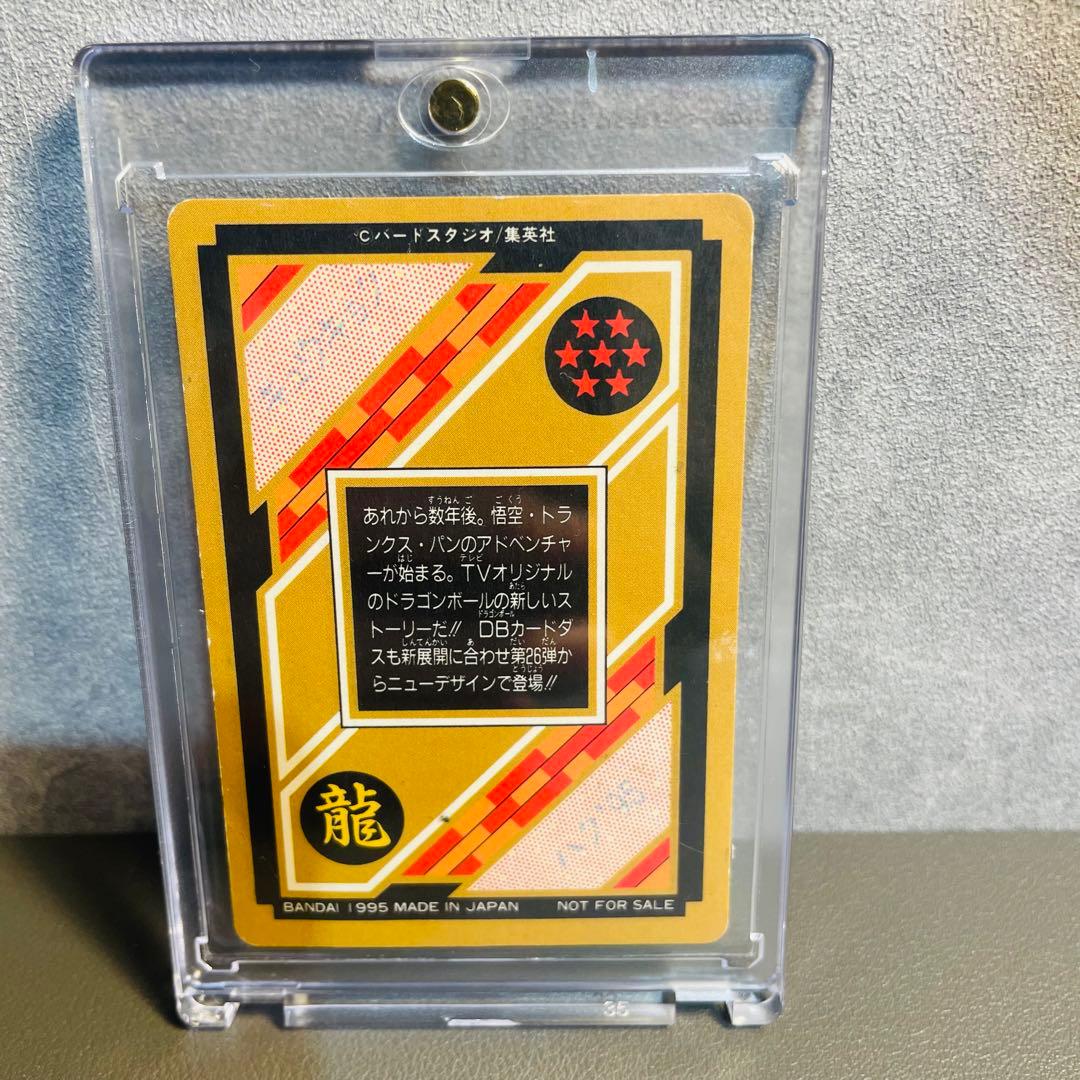 ©バードスタジオ/集英社
あれから数年後。悟空・トラ
ンクス・パンのアドベンチャ
ーが始まる。TVオリジナル
のドラゴンボールの新しいス
トーリーだ!! DBカードダ
スも新展開に合わせ第26弾か
らニューデザインで登場!!
龍
BANDAI 1995 MADE IN JAPAN NOT FOR SALE
35